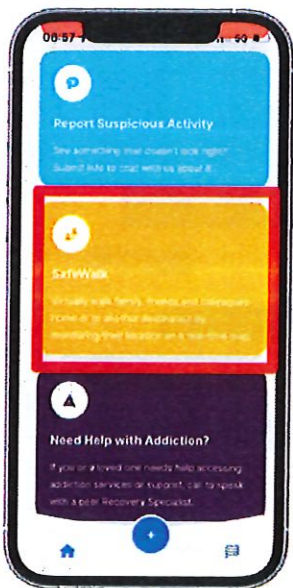 06:57
5G
Report Suspicious Activity
See something that doesn't look right?
Submit info to chat with us about it.
SafeWalk
Virtually walk family, friends and colleagues
home or to another destination by
monitoring their location on a real-time map.
Need Help with Addiction?
If you or a loved one needs help accessing
addiction services or support, call to speak
with a peer Recovery Specialist.